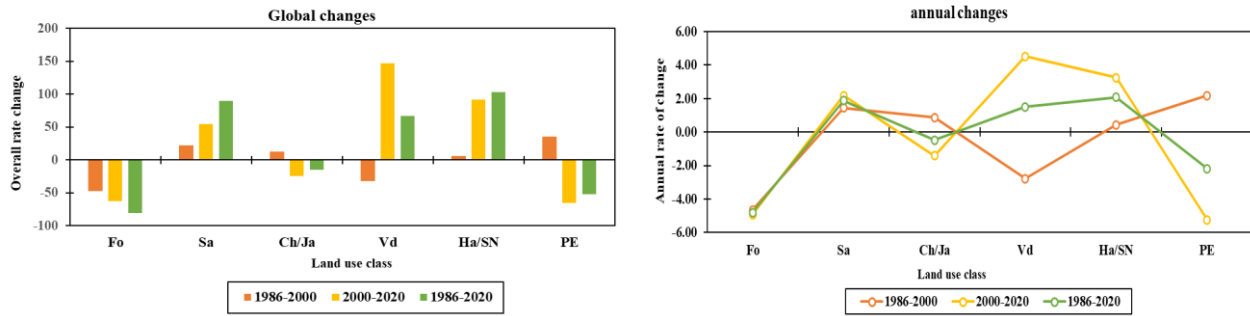 Global changes
Overall rate change
200
150
100
50
0
-50
-100
Fo Sa Ch/Ja Vd Ha/SN PE
Land use class
1986-2000 2000-2020 1986-2020
annual changes
Annual rate of change
6.00
4.00
2.00
0.00
-2.00
-4.00
-6.00
Fo Sa Ch/Ja Vd Ha/SN PE
Land use class
1986-2000 2000-2020 1986-2020